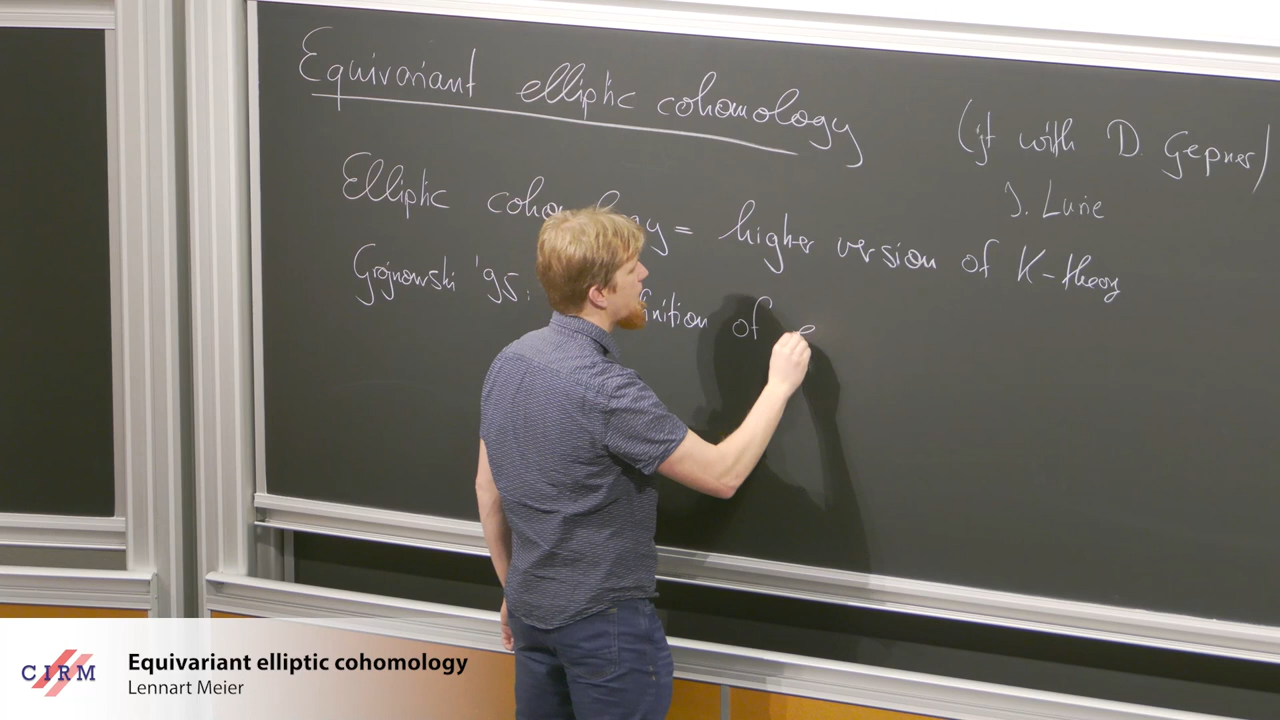 Equivariant elliptic cohomology
(jt with D. Gepner)
J. Lurie
Elliptic coho gy = higher version of K-theory
Grojnowski '95: finition of e
CIRM
Equivariant elliptic cohomology
Lennart Meier